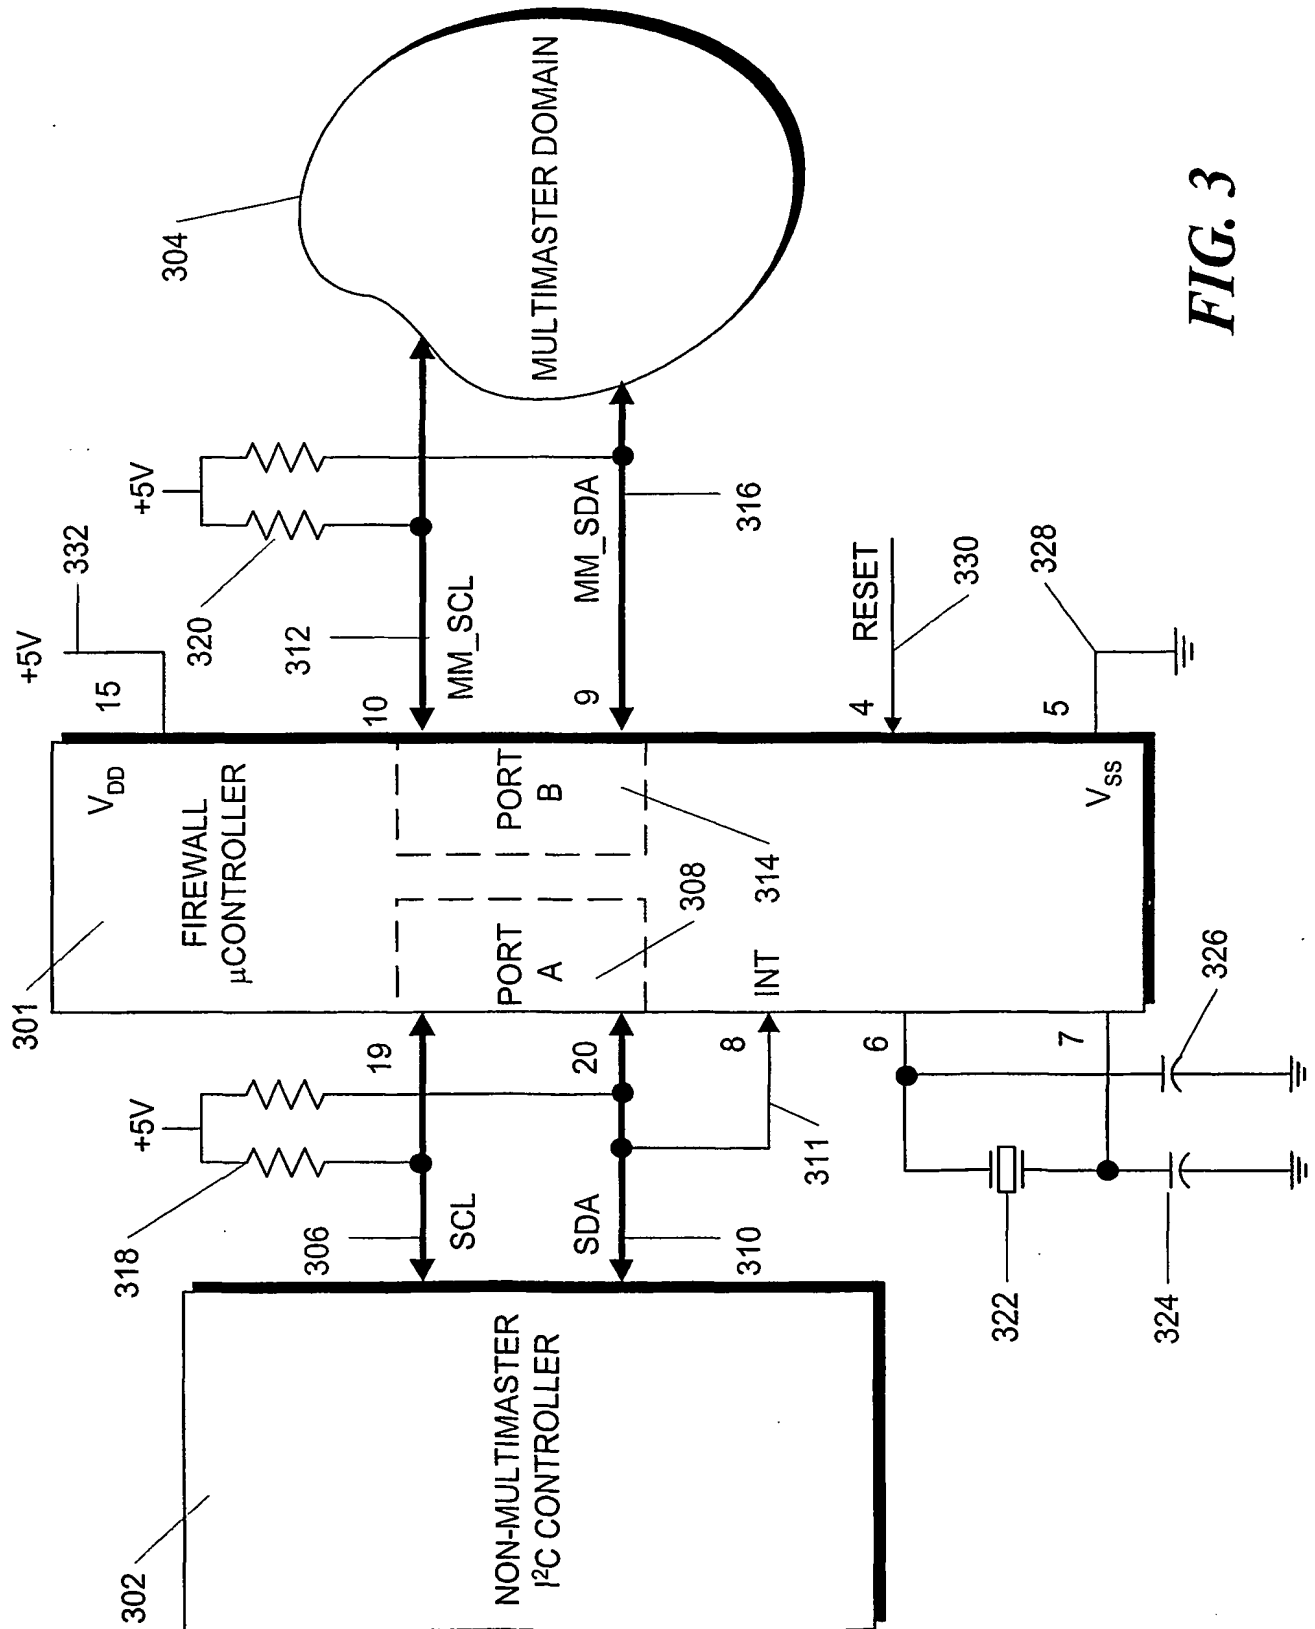 302
NON-MULTIMASTER
I²C CONTROLLER
318
+5V
306
SCL
SDA
310
311
19
20
8
6
7
322
324
326
301
FIREWALL
µCONTROLLER
VDD
PORT
A
PORT
B
308
314
INT
VSS
15
+5V
332
10
9
4
5
320
+5V
312
MM_SCL
MM_SDA
316
RESET
330
328
304
MULTIMASTER DOMAIN
FIG. 3